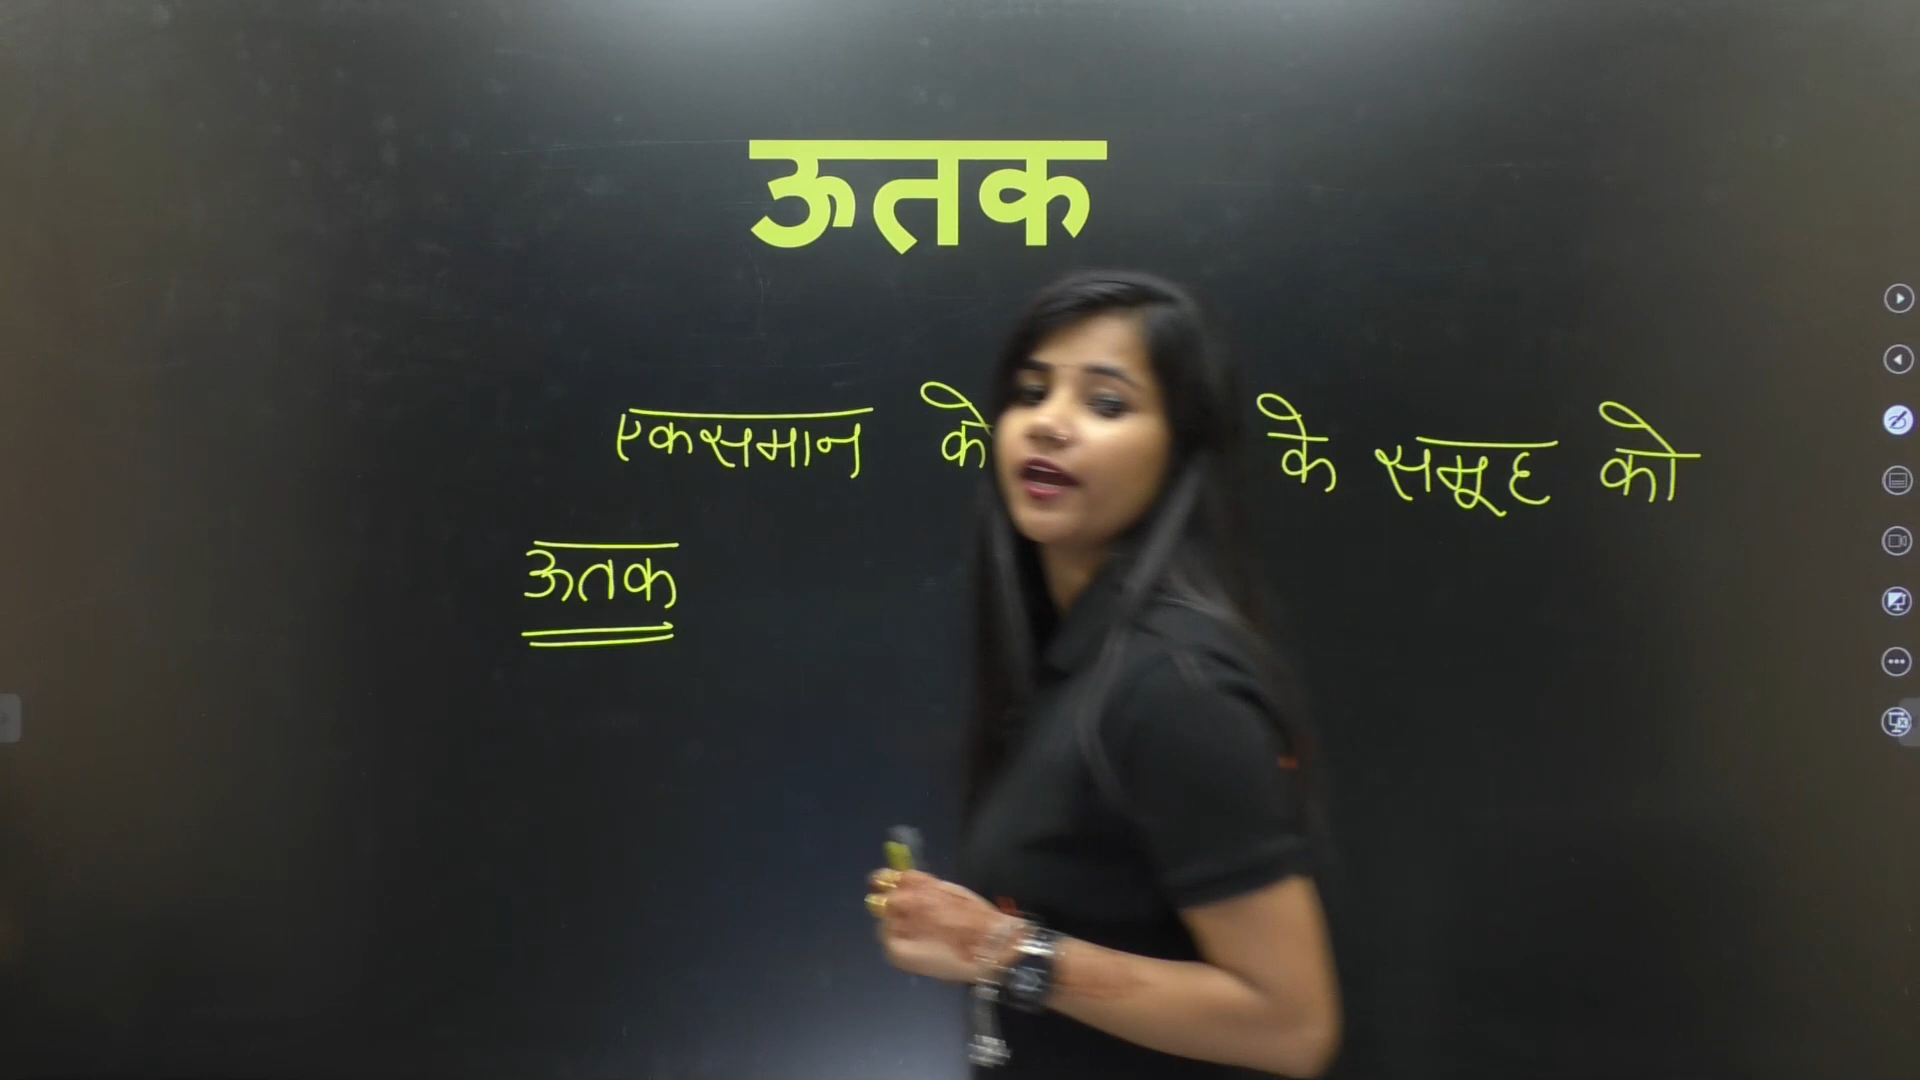 ऊतक
एकसमान के समूह को
ऊतक